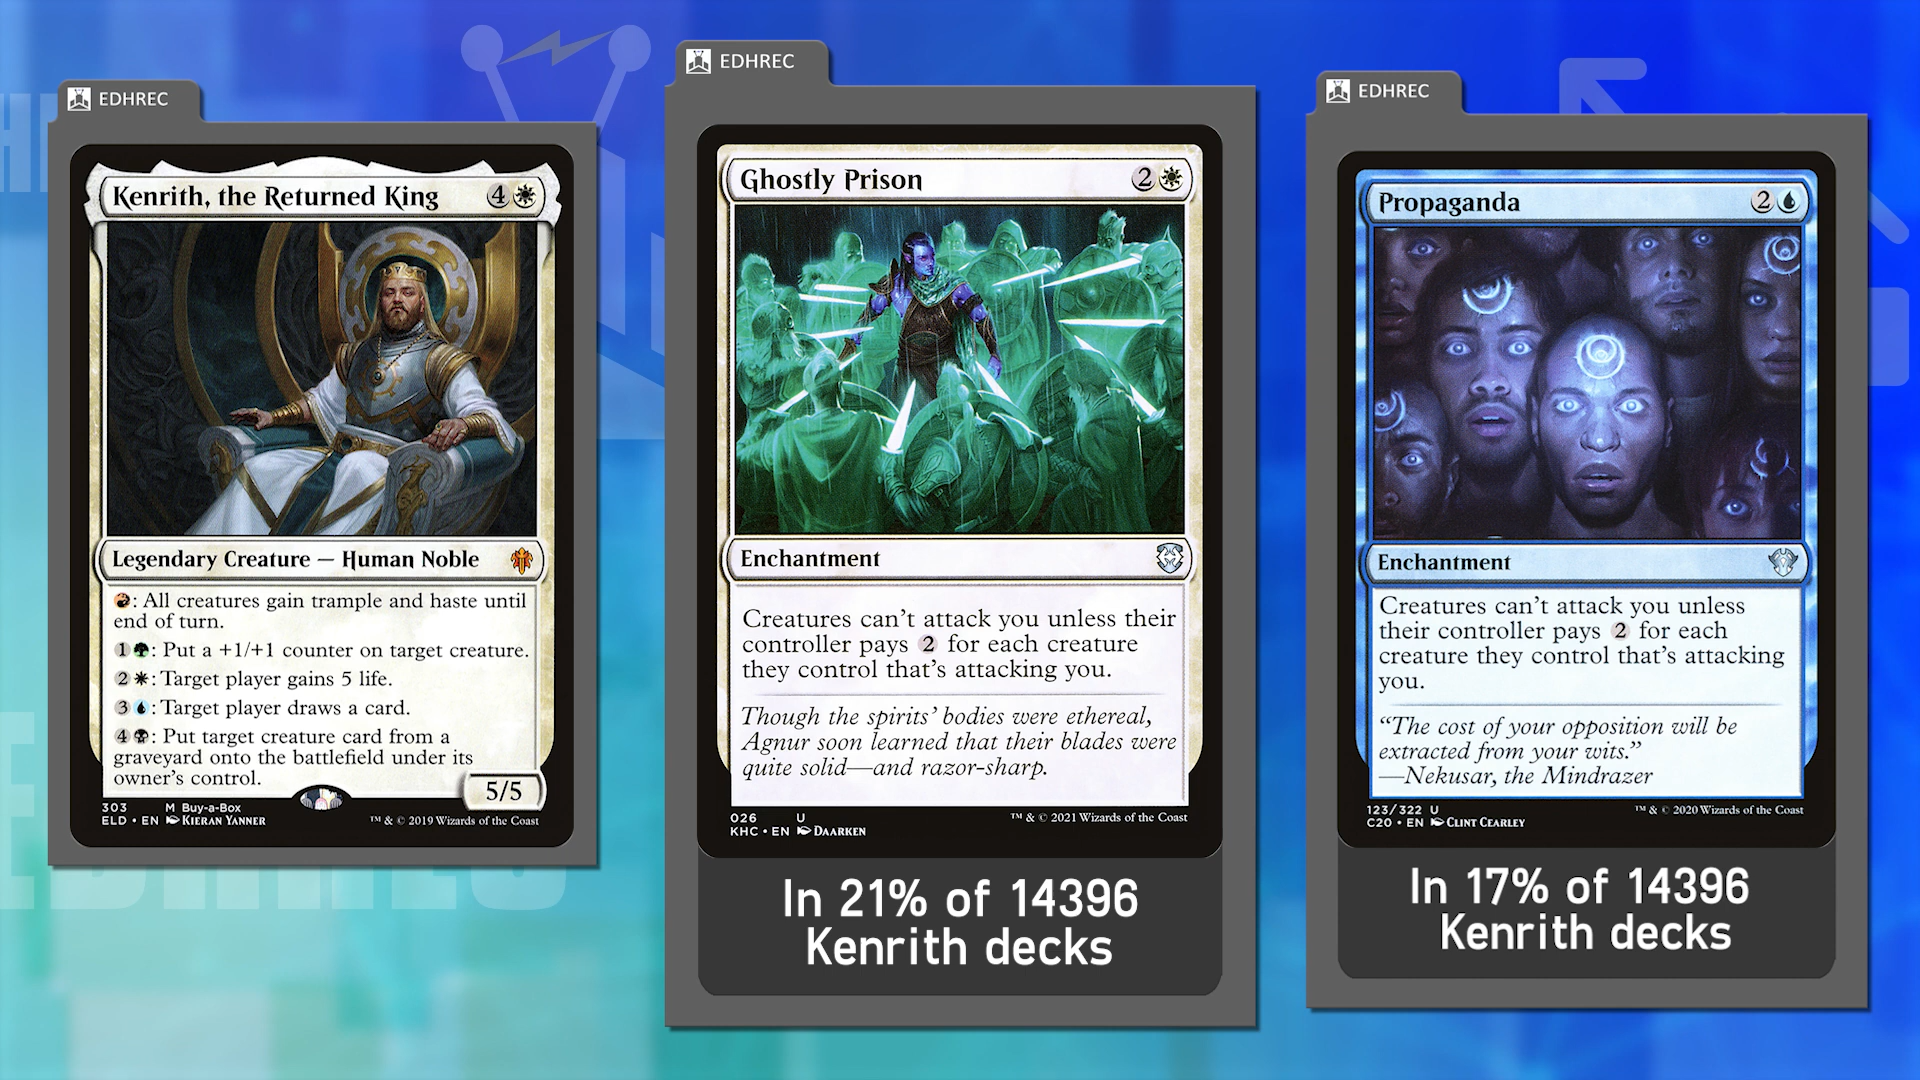 EDHREC
Kenrith, the Returned King 4
Legendary Creature — Human Noble
: All creatures gain trample and haste until
end of turn.
1 : Put a +1/+1 counter on target creature.
2 : Target player gains 5 life.
3 : Target player draws a card.
4 : Put target creature card from a
graveyard onto the battlefield under its
owner's control.
5/5
303 M Buy-a-Box
ELD • EN KIERAN YANNER
™ & © 2019 Wizards of the Coast
EDHREC
Ghostly Prison 2
Enchantment
Creatures can't attack you unless their
controller pays 2 for each creature
they control that's attacking you.
Though the spirits' bodies were ethereal,
Agnur soon learned that their blades were
quite solid—and razor-sharp.
026 U
KHC • EN DAARKEN
™ & © 2021 Wizards of the Coast
In 21% of 14396
Kenrith decks
EDHREC
Propaganda 2
Enchantment
Creatures can't attack you unless
their controller pays 2 for each
creature they control that's attacking
you.
"The cost of your opposition will be
extracted from your wits."
—Nekusar, the Mindrazer
123/322 U
C20 • EN CLINT CEARLEY
™ & © 2020 Wizards of the Coast
In 17% of 14396
Kenrith decks